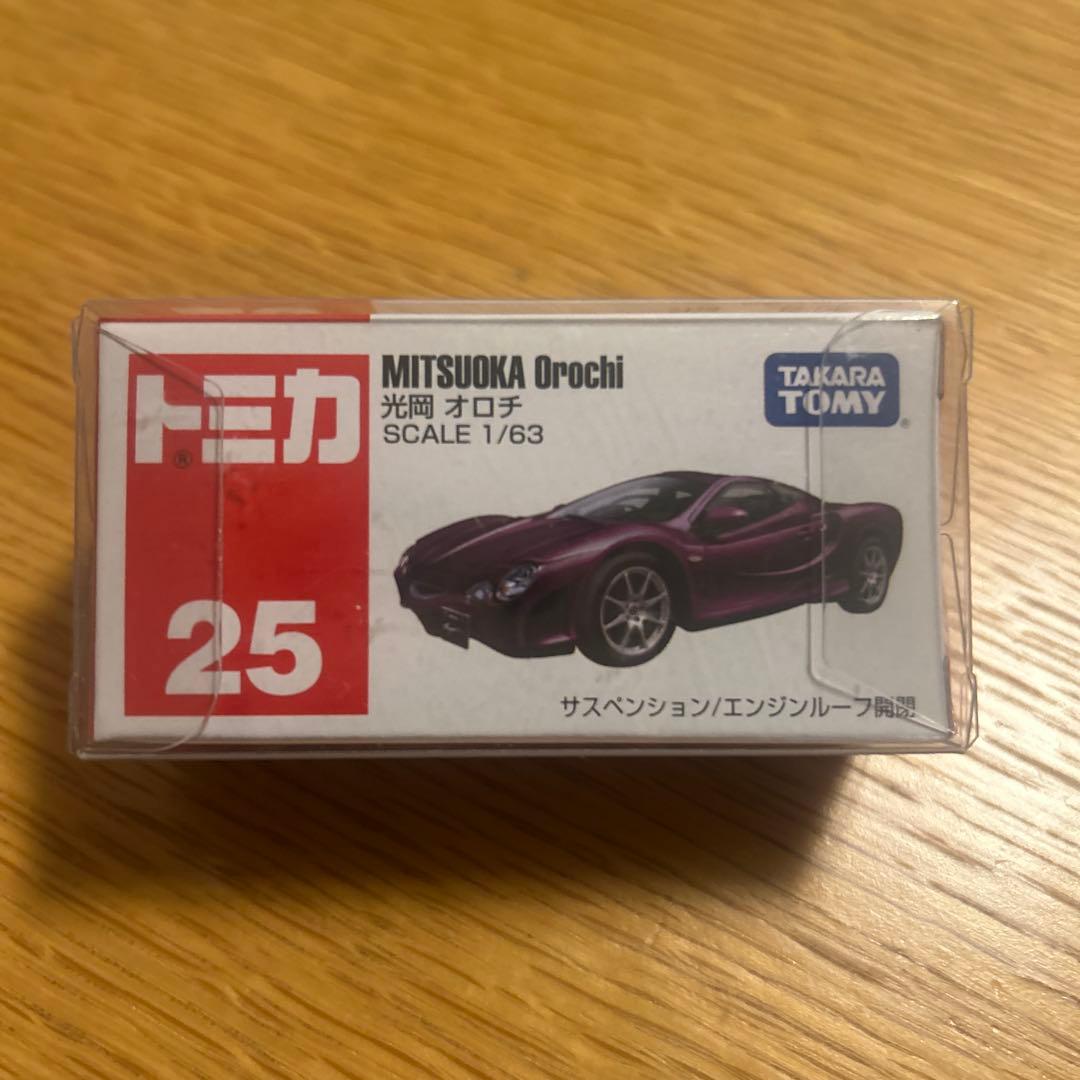 トミカ
®
25
MITSUOKA Orochi
光岡 オロチ
SCALE 1/63
TAKARA
TOMY
®
サスペンション/エンジンルーフ開閉